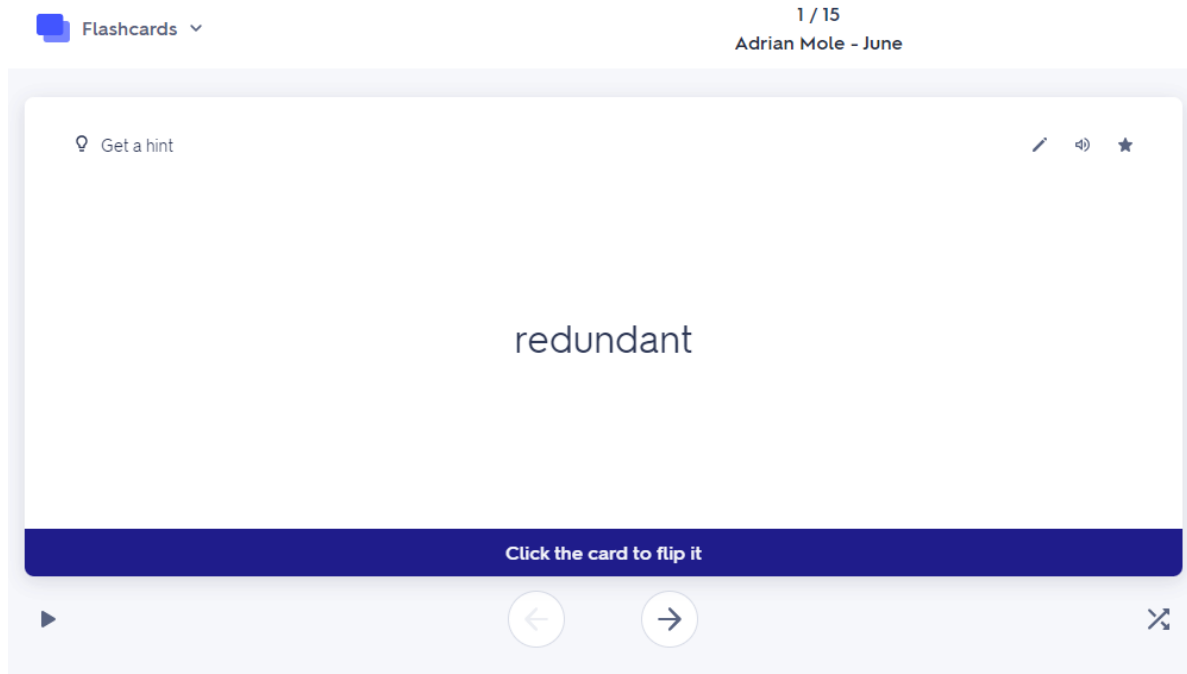 Flashcards
1 / 15
Adrian Mole - June
Get a hint
redundant
Click the card to flip it